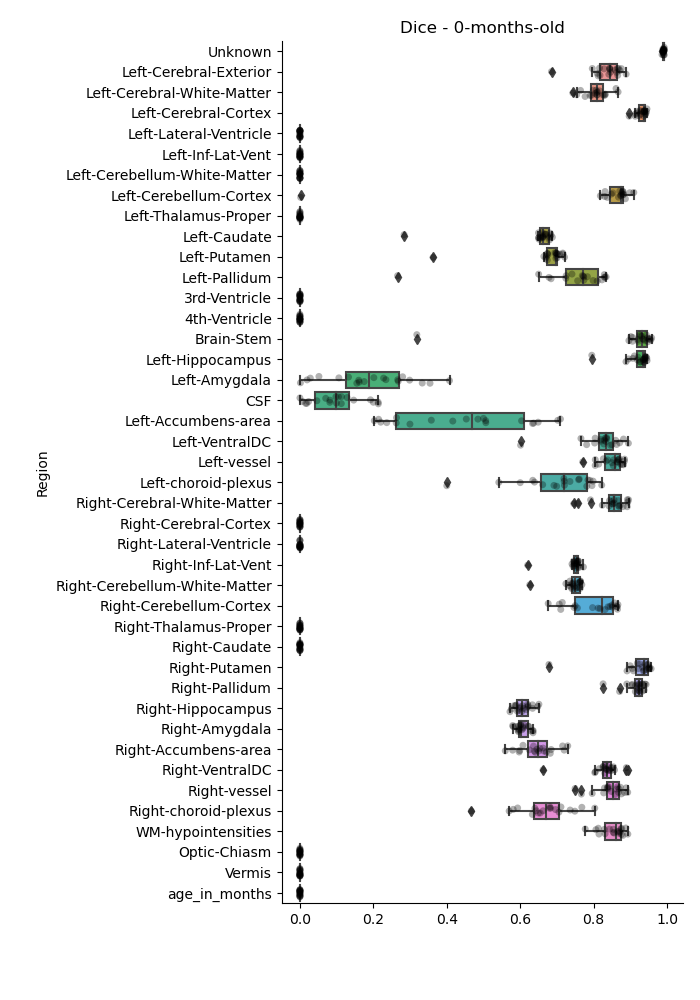 Dice - 0-months-old
Unknown
Left-Cerebral-Exterior
Left-Cerebral-White-Matter
Left-Cerebral-Cortex
Left-Lateral-Ventricle
Left-Inf-Lat-Vent
Left-Cerebellum-White-Matter
Left-Cerebellum-Cortex
Left-Thalamus-Proper
Left-Caudate
Left-Putamen
Left-Pallidum
3rd-Ventricle
4th-Ventricle
Brain-Stem
Left-Hippocampus
Left-Amygdala
CSF
Left-Accumbens-area
Left-VentralDC
Left-vessel
Left-choroid-plexus
Right-Cerebral-White-Matter
Right-Cerebral-Cortex
Right-Lateral-Ventricle
Right-Inf-Lat-Vent
Right-Cerebellum-White-Matter
Right-Cerebellum-Cortex
Right-Thalamus-Proper
Right-Caudate
Right-Putamen
Right-Pallidum
Right-Hippocampus
Right-Amygdala
Right-Accumbens-area
Right-VentralDC
Right-vessel
Right-choroid-plexus
WM-hypointensities
Optic-Chiasm
Vermis
age_in_months
Region
0.0 0.2 0.4 0.6 0.8 1.0